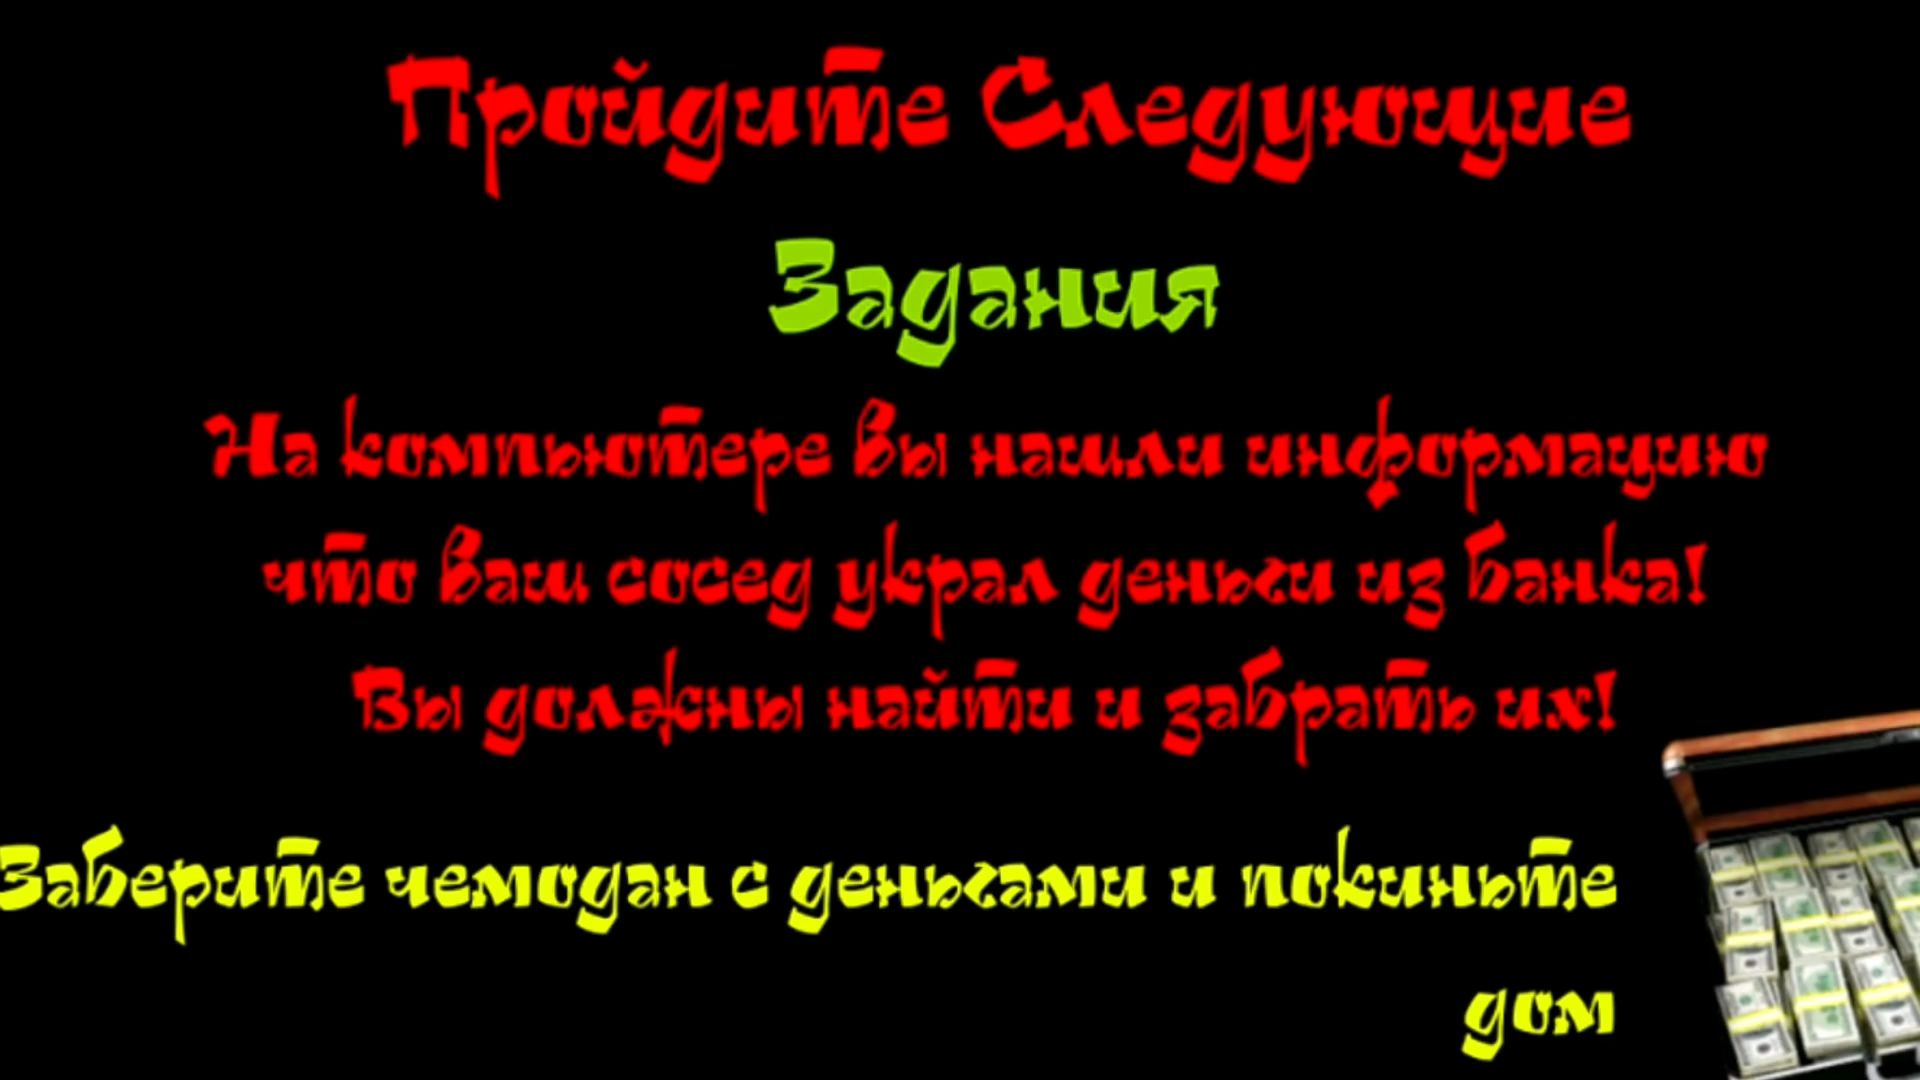 Пройдите Следующие
Задания
На компьютере вы нашли информацию
что ваш сосед украл деньги из банка!
Вы должны найти и забрать их!
Заберите чемодан с деньгами и покиньте
дом